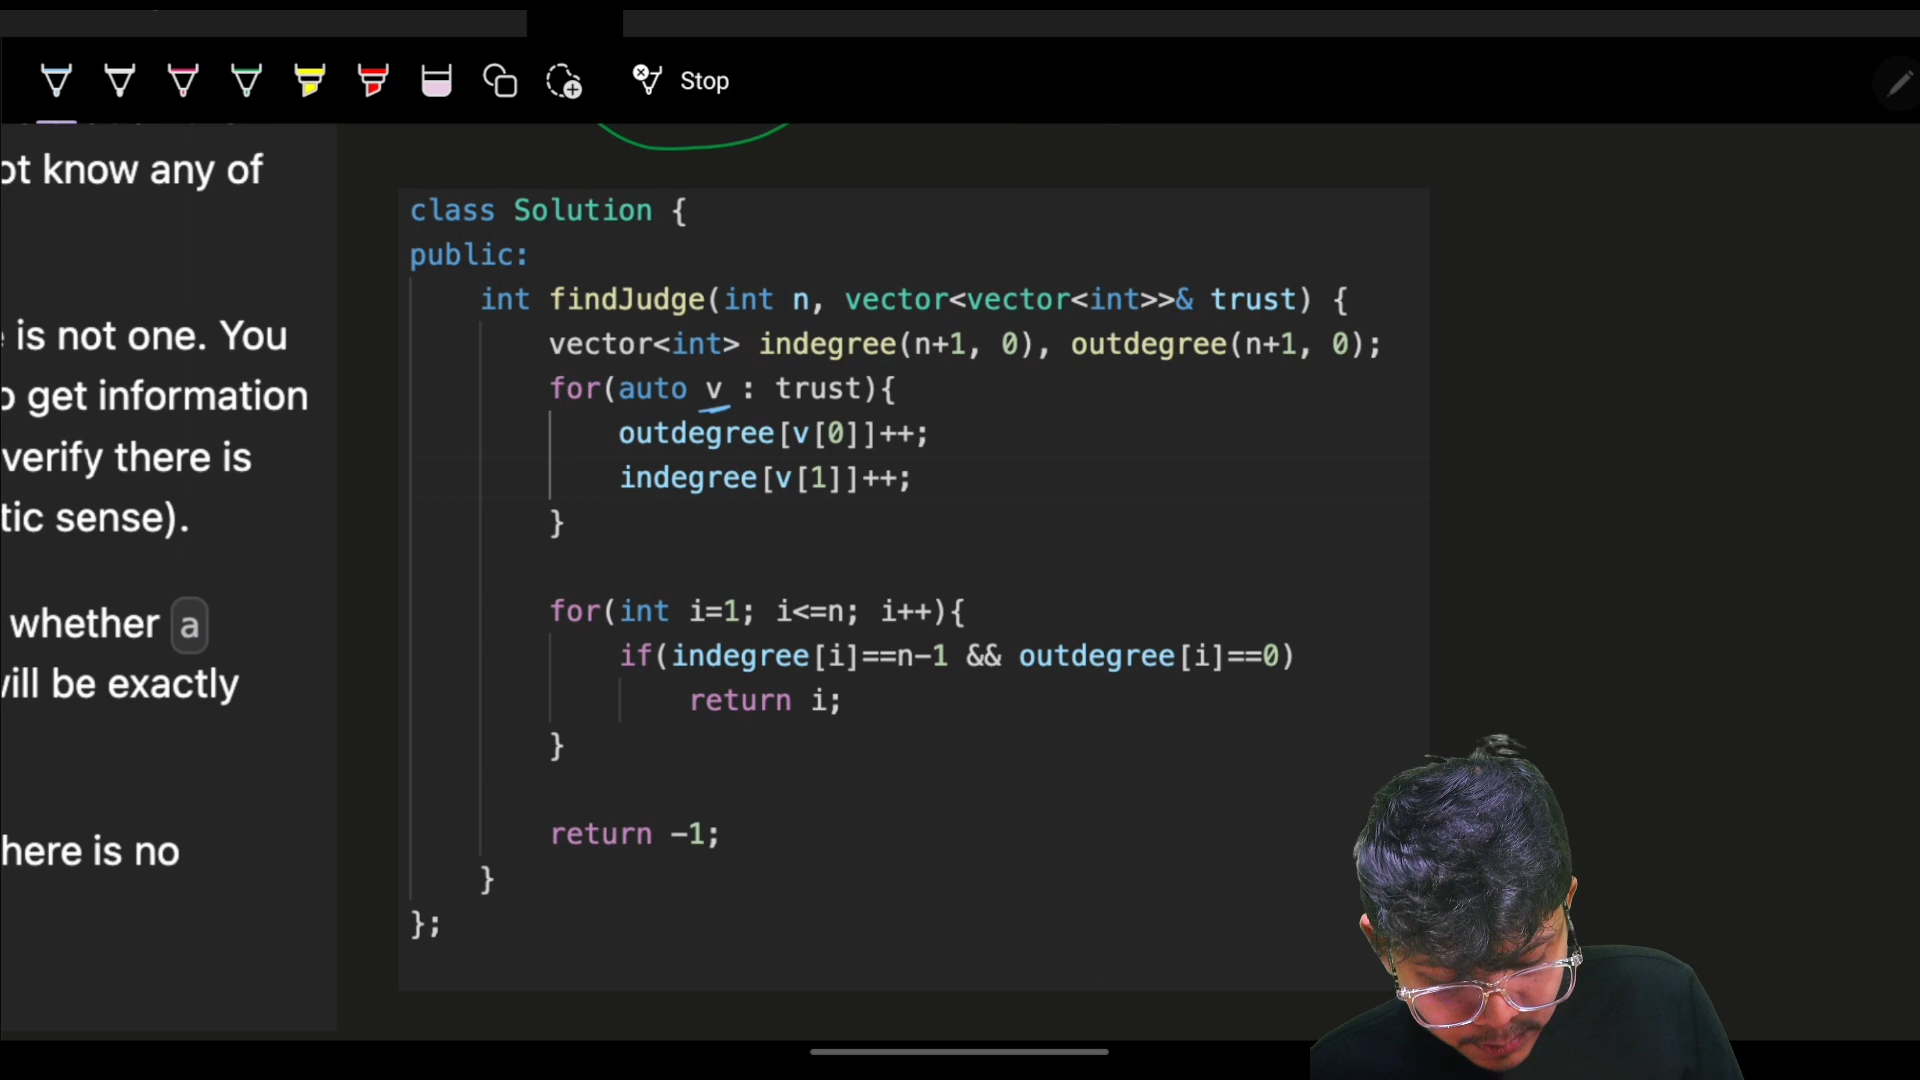 Stop
ot know any of
is not one. You
o get information
verify there is
tic sense).
whether a
ill be exactly
here is no
class Solution {
public:
int findJudge(int n, vector<vector<int>>& trust) {
vector<int> indegree(n+1, 0), outdegree(n+1, 0);
for(auto v : trust){
outdegree[v[0]]++;
indegree[v[1]]++;
}
for(int i=1; i<=n; i++){
if(indegree[i]==n-1 && outdegree[i]==0)
return i;
}
return -1;
}
};